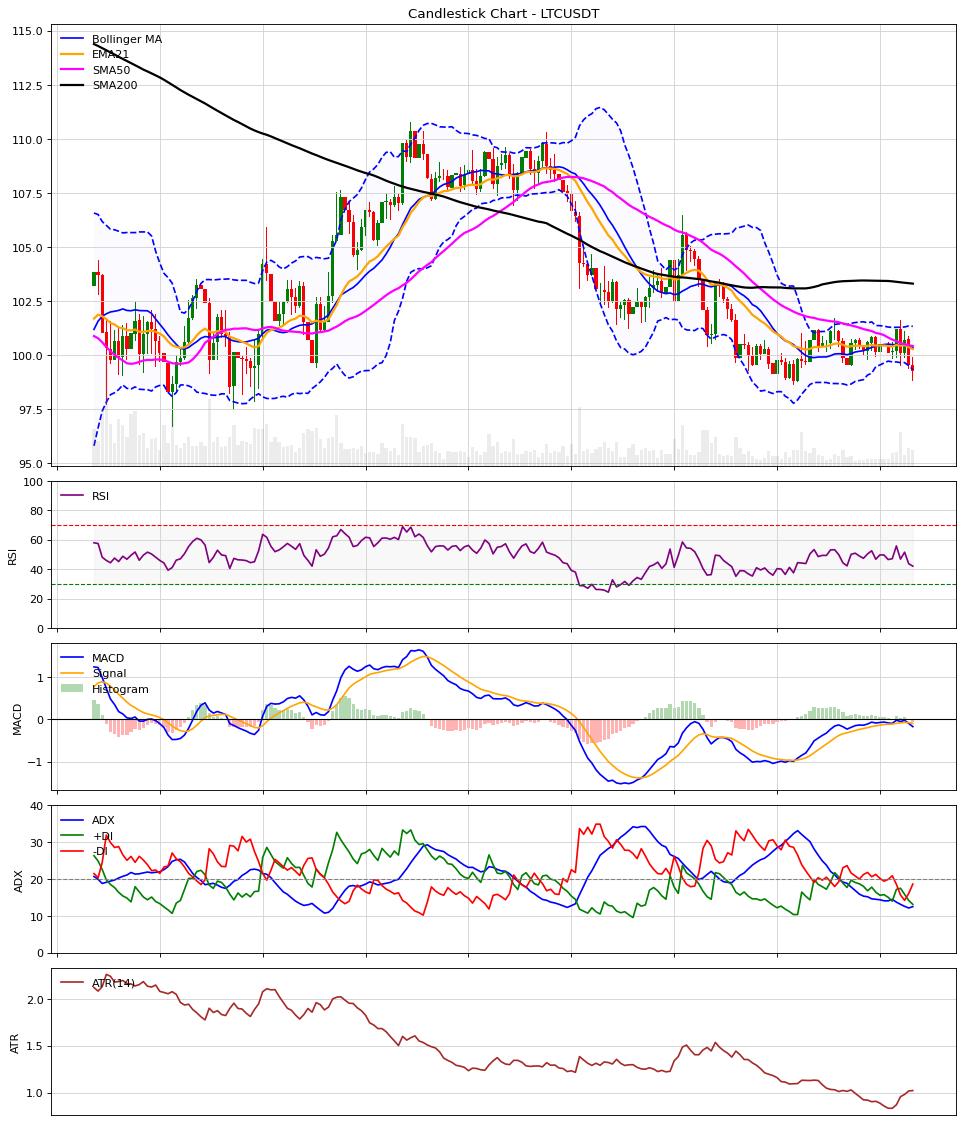 Candlestick Chart - LTCUSDT
115.0
112.5
110.0
107.5
105.0
102.5
100.0
97.5
95.0
Bollinger MA
EMA21
SMA50
SMA200
100
80
60
40
20
0
RSI
RSI
1
0
−1
MACD
MACD
Signal
Histogram
40
30
20
10
0
ADX
ADX
+DI
-DI
2.0
1.5
1.0
ATR
ATR(14)